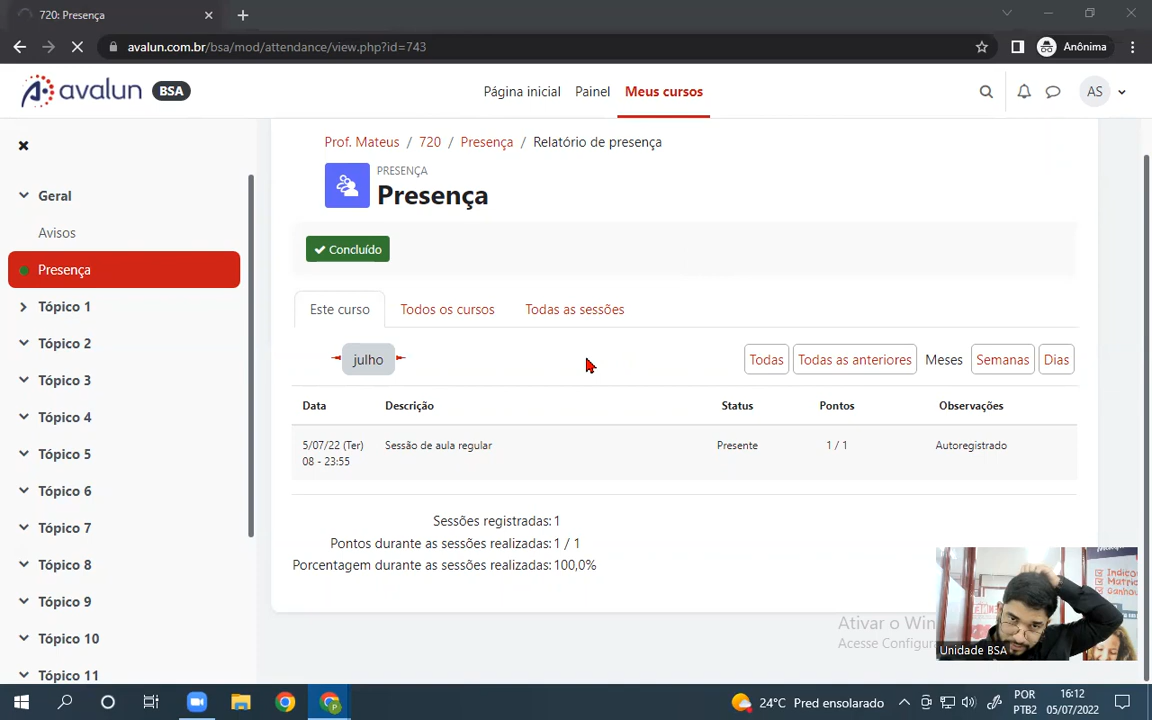 720: Presença
avalun.com.br/bsa/mod/attendance/view.php?id=743
Anônima
avalun BSA
Página inicial
Painel
Meus cursos
AS
Geral
Avisos
Presença
Tópico 1
Tópico 2
Tópico 3
Tópico 4
Tópico 5
Tópico 6
Tópico 7
Tópico 8
Tópico 9
Tópico 10
Tópico 11
Prof. Mateus / 720 / Presença / Relatório de presença
PRESENÇA
Presença
Concluído
Este curso
Todos os cursos
Todas as sessões
julho
Todas
Todas as anteriores
Meses
Semanas
Dias
Data Descrição Status Pontos Observações
5/07/22 (Ter) Sessão de aula regular Presente 1 / 1 Autoregistrado
08 - 23:55
Sessões registradas: 1
Pontos durante as sessões realizadas: 1 / 1
Porcentagem durante as sessões realizadas: 100,0%
Ativar o Win
Acesse Configura
Indico
Matric
Ganhou
Unidade BSA
24°C Pred ensolarado
POR
PTB2
16:12
05/07/2022